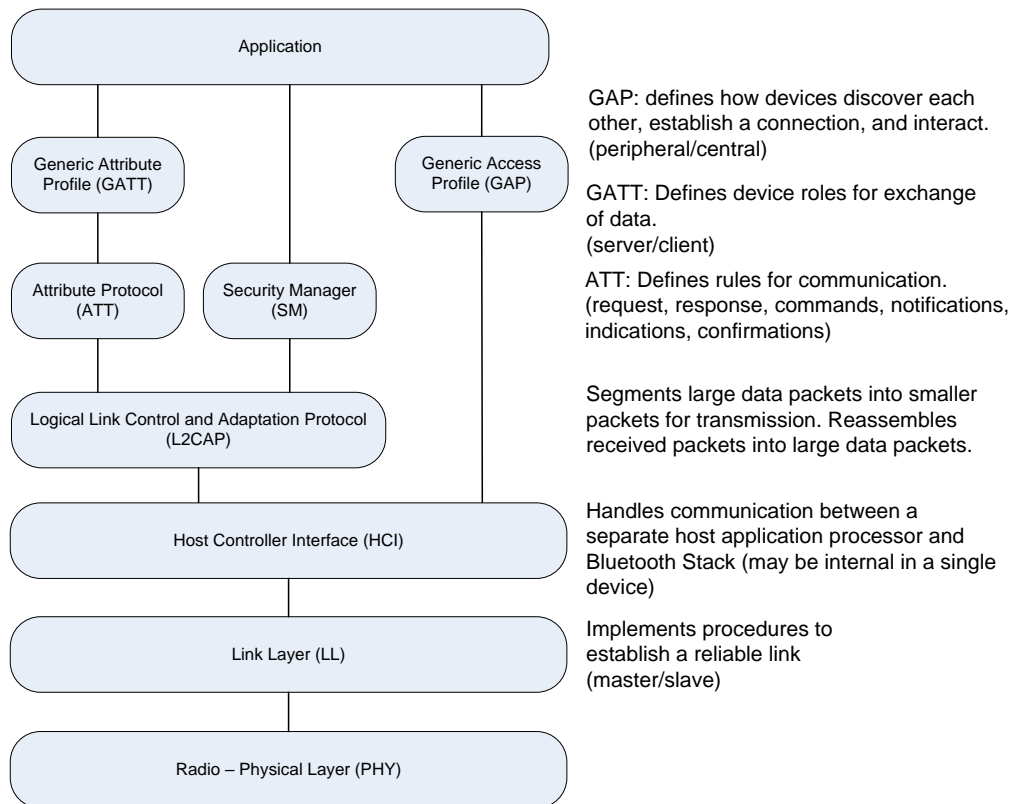 Application
Generic Attribute
Profile (GATT)
Generic Access
Profile (GAP)
GAP: defines how devices discover each
other, establish a connection, and interact.
(peripheral/central)
GATT: Defines device roles for exchange
of data.
(server/client)
Attribute Protocol
(ATT)
Security Manager
(SM)
ATT: Defines rules for communication.
(request, response, commands, notifications,
indications, confirmations)
Logical Link Control and Adaptation Protocol
(L2CAP)
Segments large data packets into smaller
packets for transmission. Reassembles
received packets into large data packets.
Host Controller Interface (HCI)
Handles communication between a
separate host application processor and
Bluetooth Stack (may be internal in a single
device)
Link Layer (LL)
Implements procedures to
establish a reliable link
(master/slave)
Radio – Physical Layer (PHY)